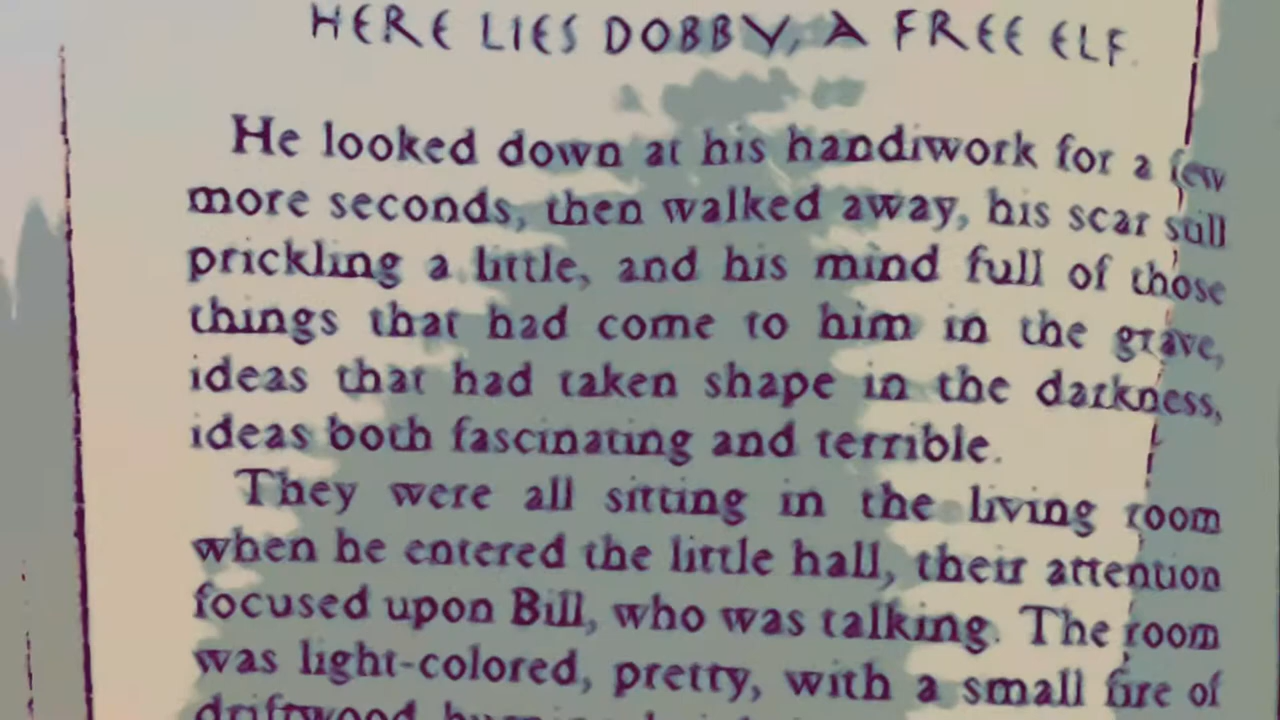 HERE LIES DOBBY, A FREE ELF.
He looked down at his handiwork for a few
more seconds, then walked away, his scar still
prickling a little, and his mind full of those
things that had come to him in the grave,
ideas that had taken shape in the darkness,
ideas both fascinating and terrible.
They were all sitting in the living room
when he entered the little hall, their attention
focused upon Bill, who was talking. The room
was light-colored, pretty, with a small fire of
driftwood